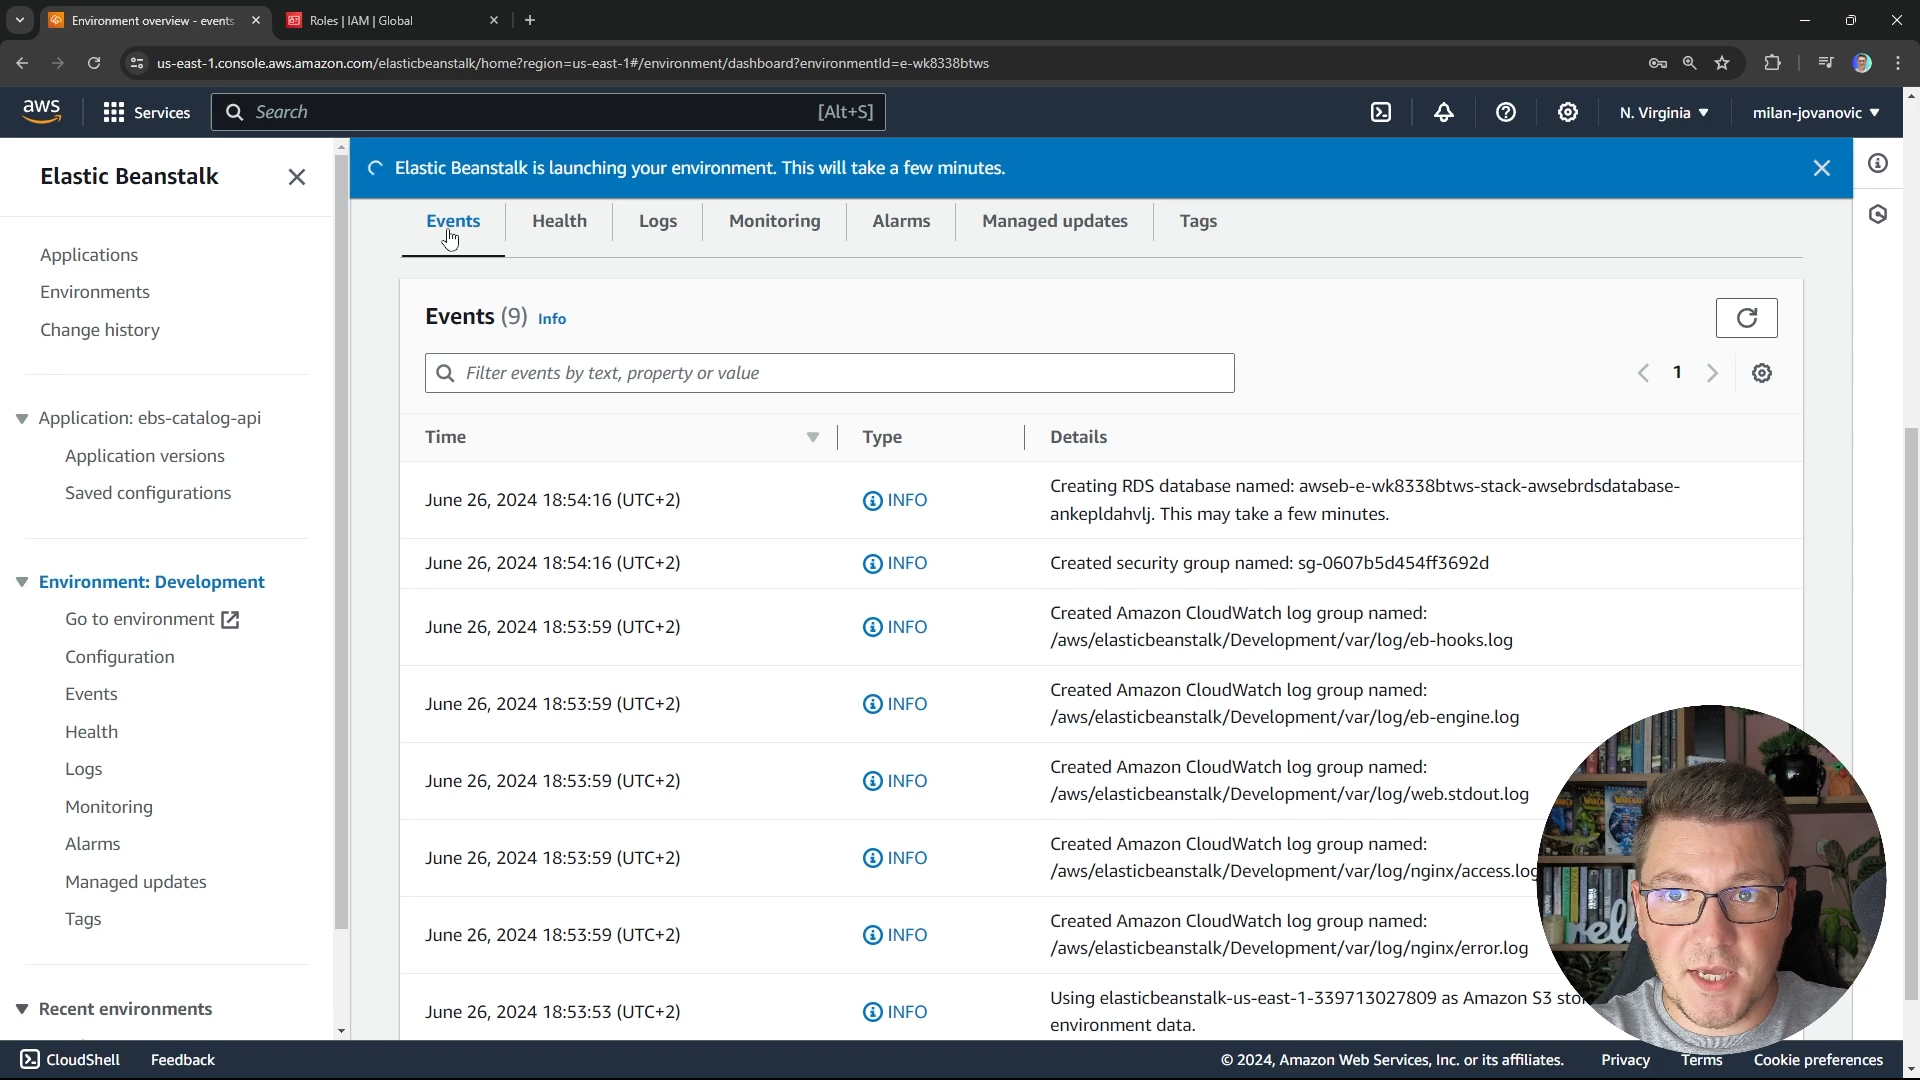 Environment overview - events
Roles | IAM | Global
us-east-1.console.aws.amazon.com/elasticbeanstalk/home?region=us-east-1#/environment/dashboard?environmentId=e-wk8338btws
aws
Services
Search
[Alt+S]
N. Virginia
milan-jovanovic
Elastic Beanstalk
Applications
Environments
Change history
Application: ebs-catalog-api
Application versions
Saved configurations
Environment: Development
Go to environment
Configuration
Events
Health
Logs
Monitoring
Alarms
Managed updates
Tags
Recent environments
Elastic Beanstalk is launching your environment. This will take a few minutes.
Events
Health
Logs
Monitoring
Alarms
Managed updates
Tags
Events (9) Info
Filter events by text, property or value
1
Time
Type
Details
June 26, 2024 18:54:16 (UTC+2)
INFO
Creating RDS database named: awseb-e-wk8338btws-stack-awsebrdsdatabase-
ankepldahvlj. This may take a few minutes.
June 26, 2024 18:54:16 (UTC+2)
INFO
Created security group named: sg-0607b5d454ff3692d
June 26, 2024 18:53:59 (UTC+2)
INFO
Created Amazon CloudWatch log group named:
/aws/elasticbeanstalk/Development/var/log/eb-hooks.log
June 26, 2024 18:53:59 (UTC+2)
INFO
Created Amazon CloudWatch log group named:
/aws/elasticbeanstalk/Development/var/log/eb-engine.log
June 26, 2024 18:53:59 (UTC+2)
INFO
Created Amazon CloudWatch log group named:
/aws/elasticbeanstalk/Development/var/log/web.stdout.log
June 26, 2024 18:53:59 (UTC+2)
INFO
Created Amazon CloudWatch log group named:
/aws/elasticbeanstalk/Development/var/log/nginx/access.log
June 26, 2024 18:53:59 (UTC+2)
INFO
Created Amazon CloudWatch log group named:
/aws/elasticbeanstalk/Development/var/log/nginx/error.log
June 26, 2024 18:53:53 (UTC+2)
INFO
Using elasticbeanstalk-us-east-1-339713027809 as Amazon S3
environment data.
CloudShell
Feedback
© 2024, Amazon Web Services, Inc. or its affiliates.
Privacy
Terms
Cookie preferences